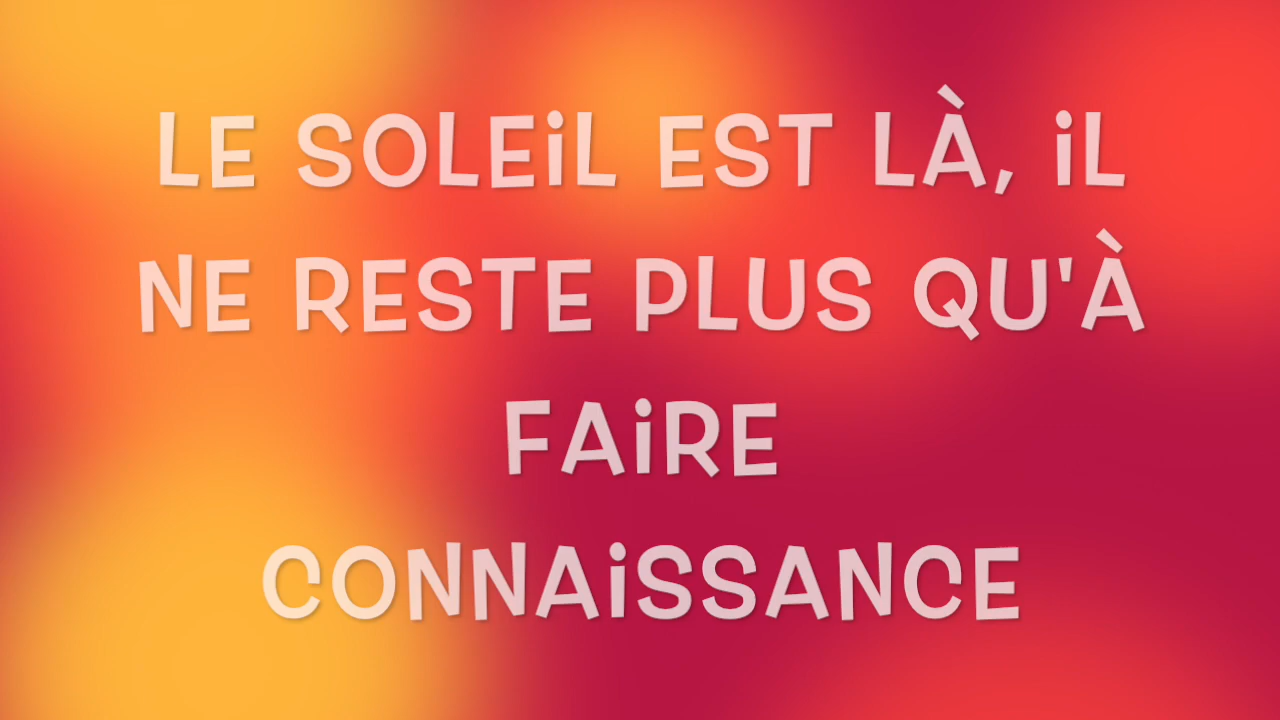 LE SOLEiL EST LÀ, iL
NE RESTE PLUS QU'À
FAiRE
CONNAiSSANCE